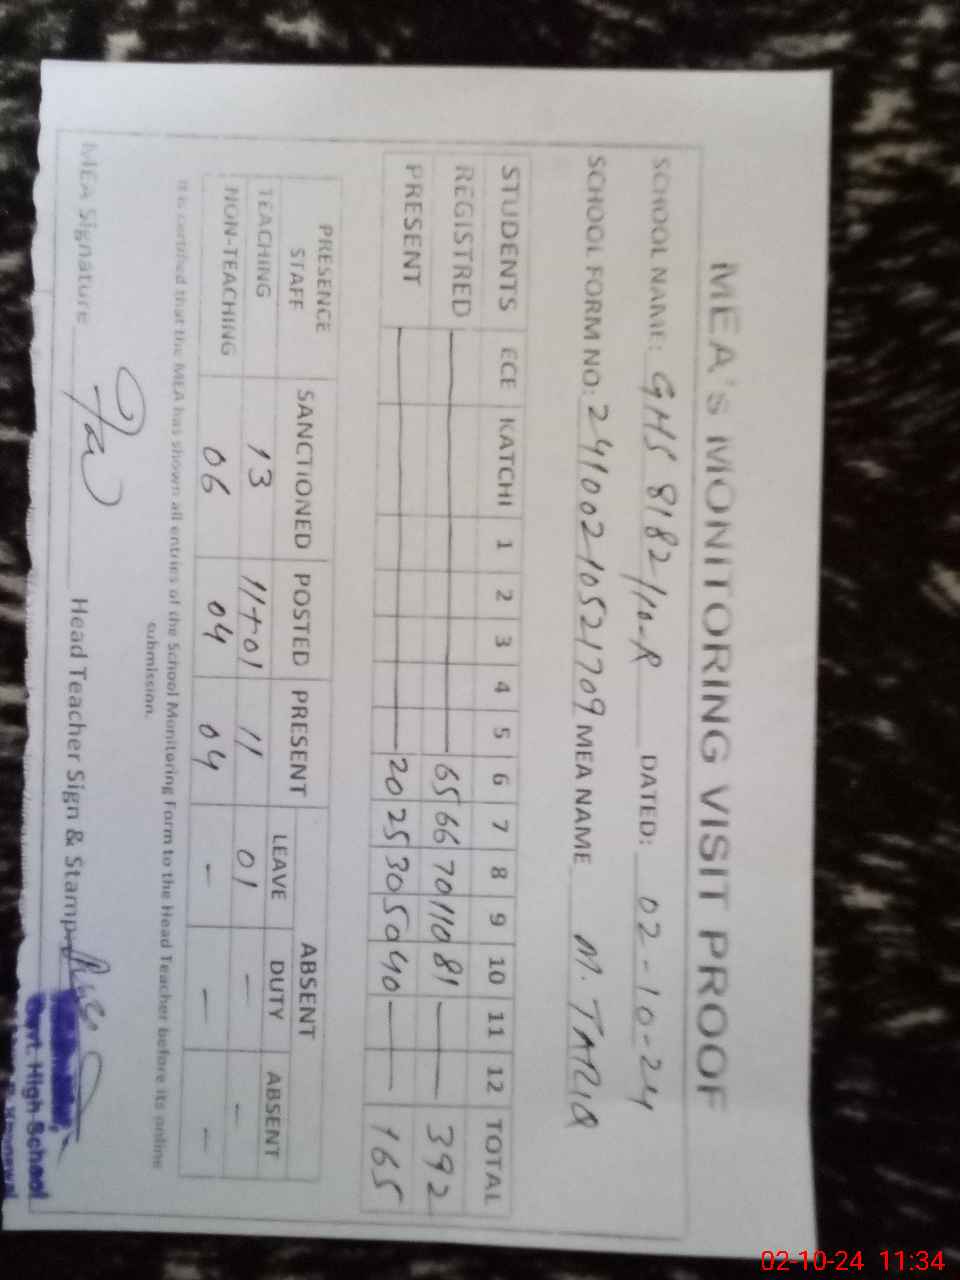 MEA's MONITORING VISIT PROOF
SCHOOL NAME: GHS 8182/10-R DATED: 02-10-24
SCHOOL FORM NO: 24100210521709 MEA NAME M. TARIQ
STUDENTS ECE KATCHI 1 2 3 4 5 6 7 8 9 10 11 12 TOTAL
REGISTRED 65 66 70 110 81 392
PRESENT 20 25 30 50 40 165
PRESENCE STAFF SANCTIONED POSTED PRESENT ABSENT
LEAVE DUTY ABSENT
TEACHING 13 11+01 11 01 - -
NON-TEACHING 06 04 04 - - -
It is certified that the MEA has shown all entries of the School Monitoring Form to the Head Teacher before its online
submission.
MEA Signature Head Teacher Sign & Stamp
Govt. High School
02-10-24 11:34